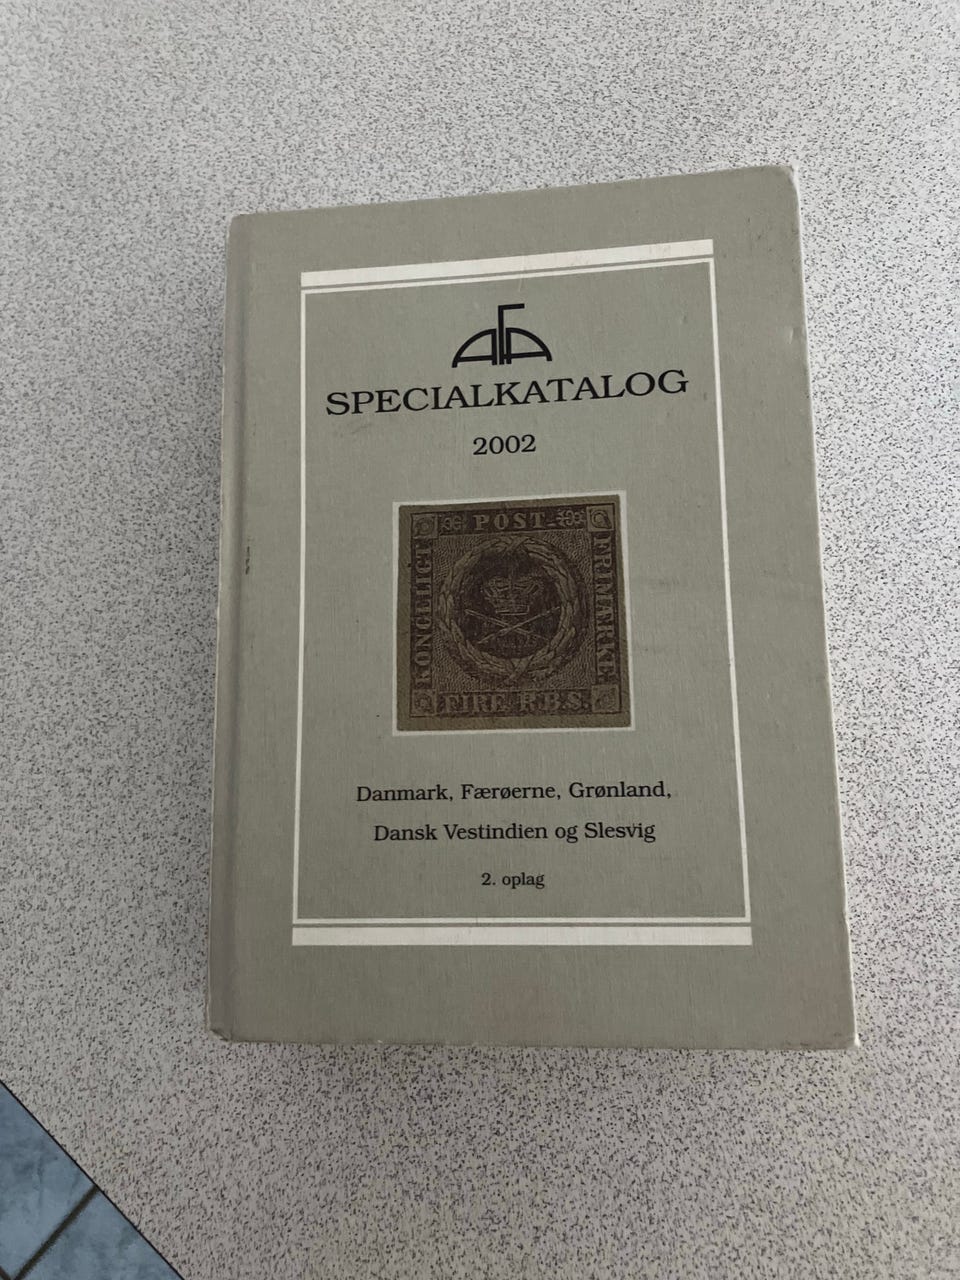 AFA
SPECIALKATALOG
2002
POST
KONGELIGT
FRIMÆRKE.
FIRE R.B.S.
Danmark, Færøerne, Grønland,
Dansk Vestindien og Slesvig
2. oplag